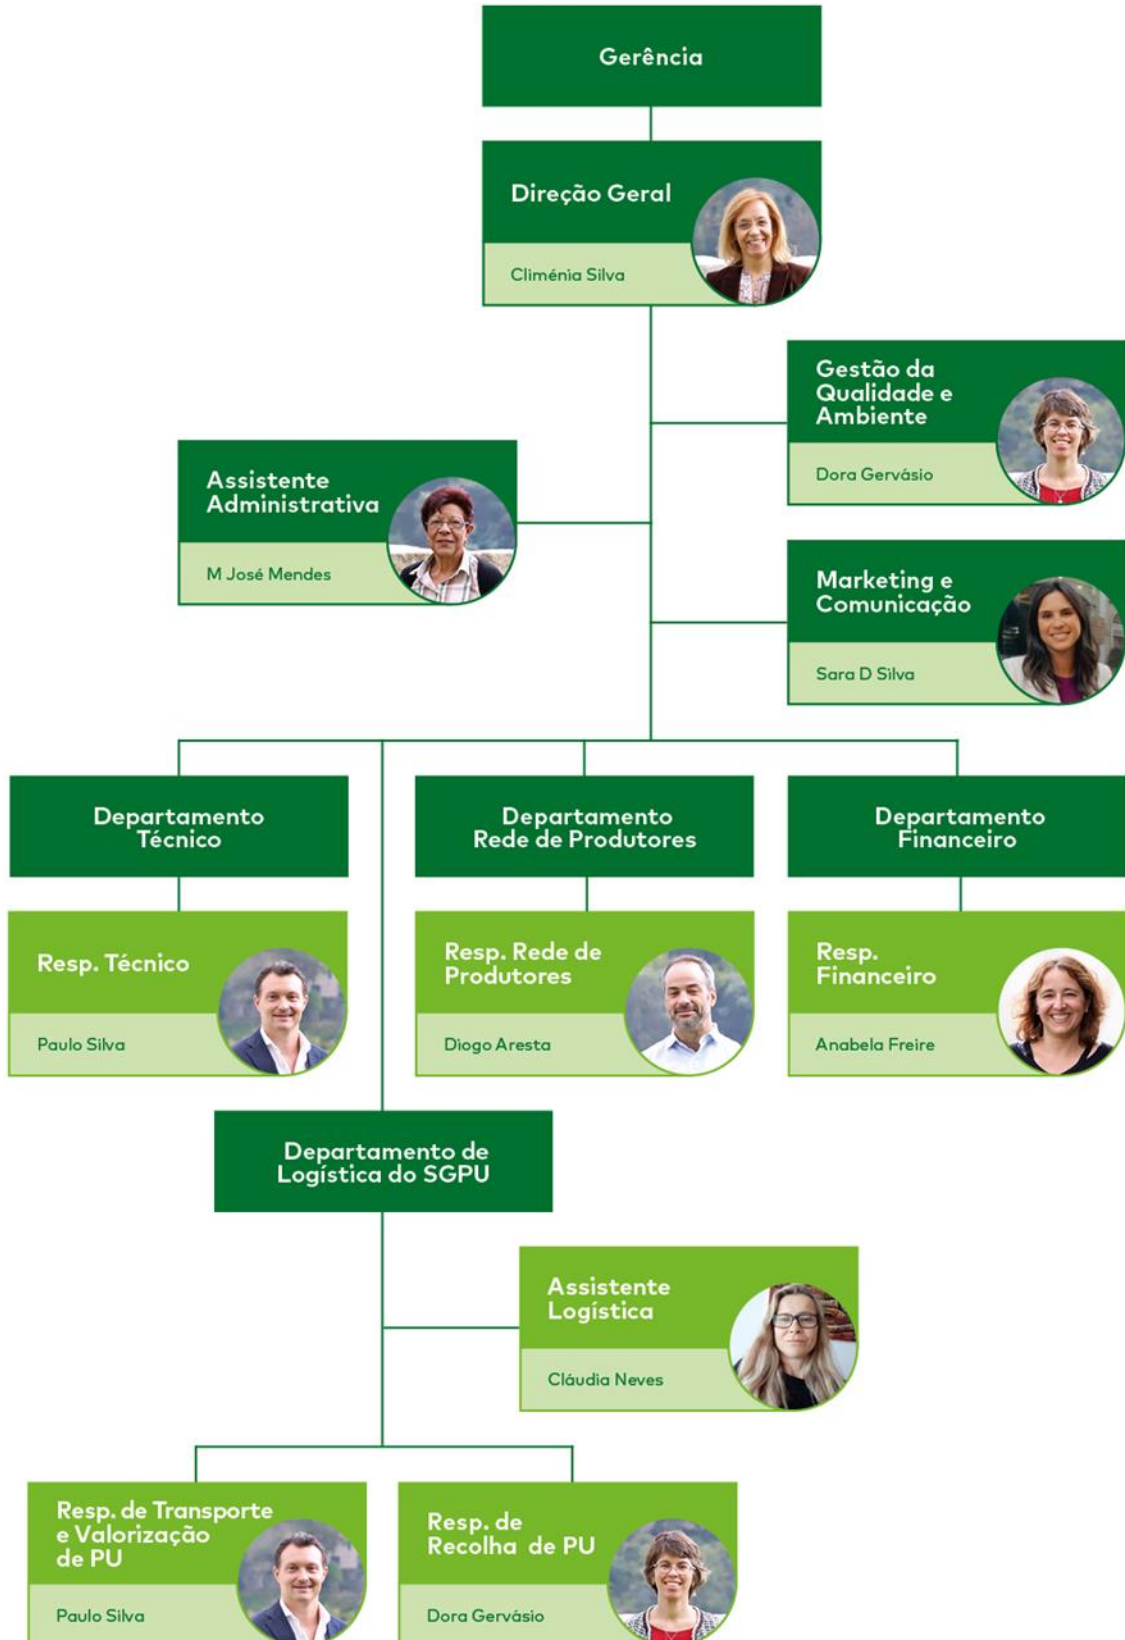 Gerência
Direção Geral
Climénia Silva
Gestão da
Qualidade e
Ambiente
Dora Gervásio
Assistente
Administrativa
M José Mendes
Marketing e
Comunicação
Sara D Silva
Departamento
Técnico
Departamento
Rede de Produtores
Departamento
Financeiro
Resp. Técnico
Paulo Silva
Resp. Rede de
Produtores
Diogo Aresta
Resp.
Financeiro
Anabela Freire
Departamento de
Logística do SGPU
Assistente
Logística
Cláudia Neves
Resp. de Transporte
e Valorização
de PU
Paulo Silva
Resp. de
Recolha de PU
Dora Gervásio